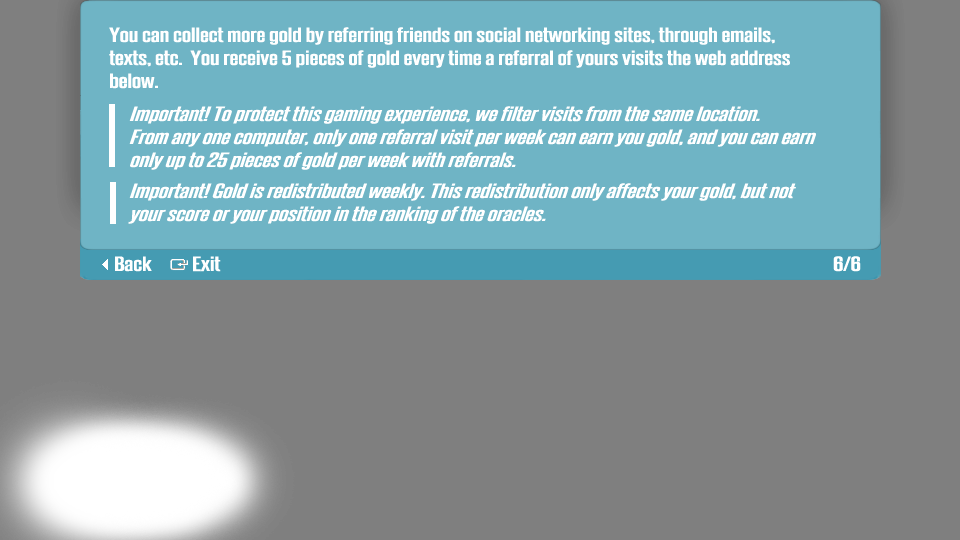 You can collect more gold by referring friends on social networking sites, through emails,
texts, etc.  You receive 5 pieces of gold every time a referral of yours visits the web address
below.
Important! To protect this gaming experience, we filter visits from the same location.
From any one computer, only one referral visit per week can earn you gold, and you can earn
only up to 25 pieces of gold per week with referrals.
Important! Gold is redistributed weekly. This redistribution only affects your gold, but not
your score or your position in the ranking of the oracles.
Back Exit 6/6